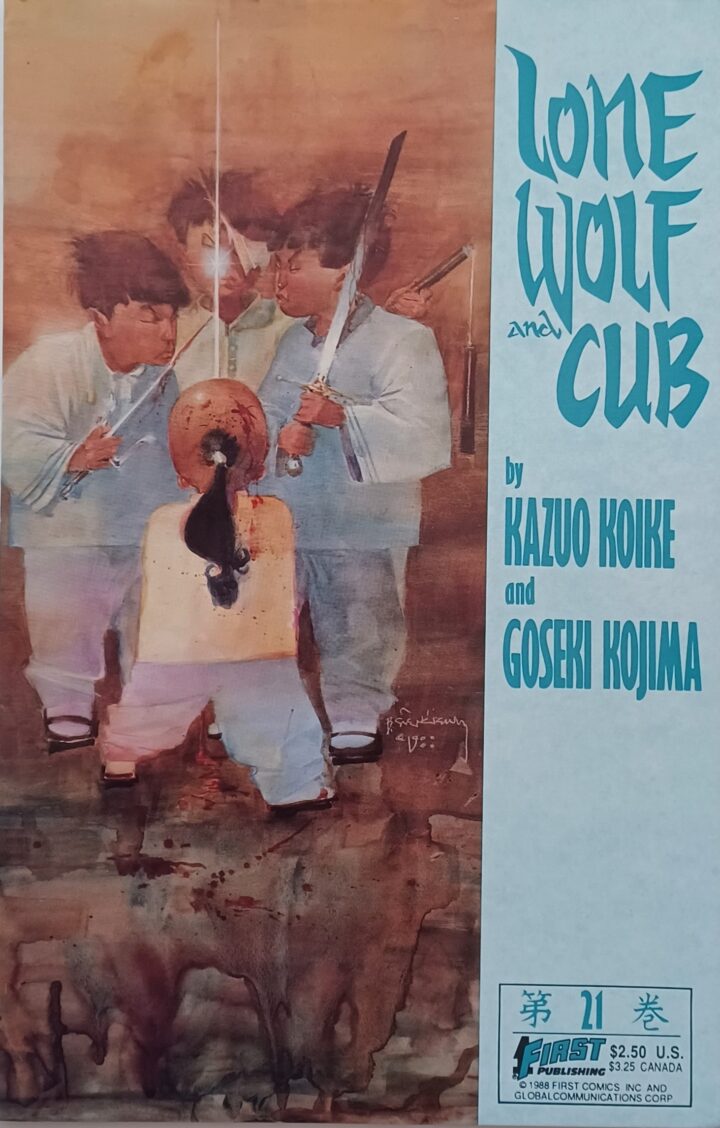 LONE
WOLF
and CUB
by
KAZUO KOIKE
and
GOSEKI KOJIMA
第 21 巻
FIRST
PUBLISHING
$2.50 U.S.
$3.25 CANADA
© 1988 FIRST COMICS INC AND
GLOBALCOMMUNICATIONS CORP